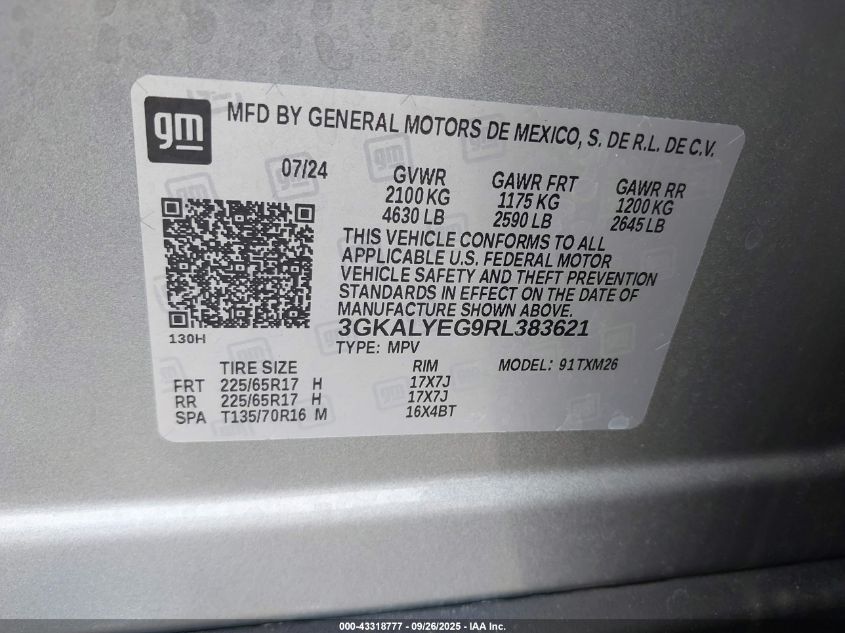 gm
MFD BY GENERAL MOTORS DE MEXICO, S. DE R.L. DE C.V.
07/24
GVWR GAWR FRT GAWR RR
2100 KG 1175 KG 1200 KG
4630 LB 2590 LB 2645 LB
THIS VEHICLE CONFORMS TO ALL
APPLICABLE U.S. FEDERAL MOTOR
VEHICLE SAFETY AND THEFT PREVENTION
STANDARDS IN EFFECT ON THE DATE OF
MANUFACTURE SHOWN ABOVE.
130H
3GKALYEG9RL383621
TYPE: MPV
TIRE SIZE RIM MODEL: 91TXM26
FRT 225/65R17 H 17X7J
RR 225/65R17 H 17X7J
SPA T135/70R16 M 16X4BT
000-43318777 - 09/26/2025 - IAA Inc.